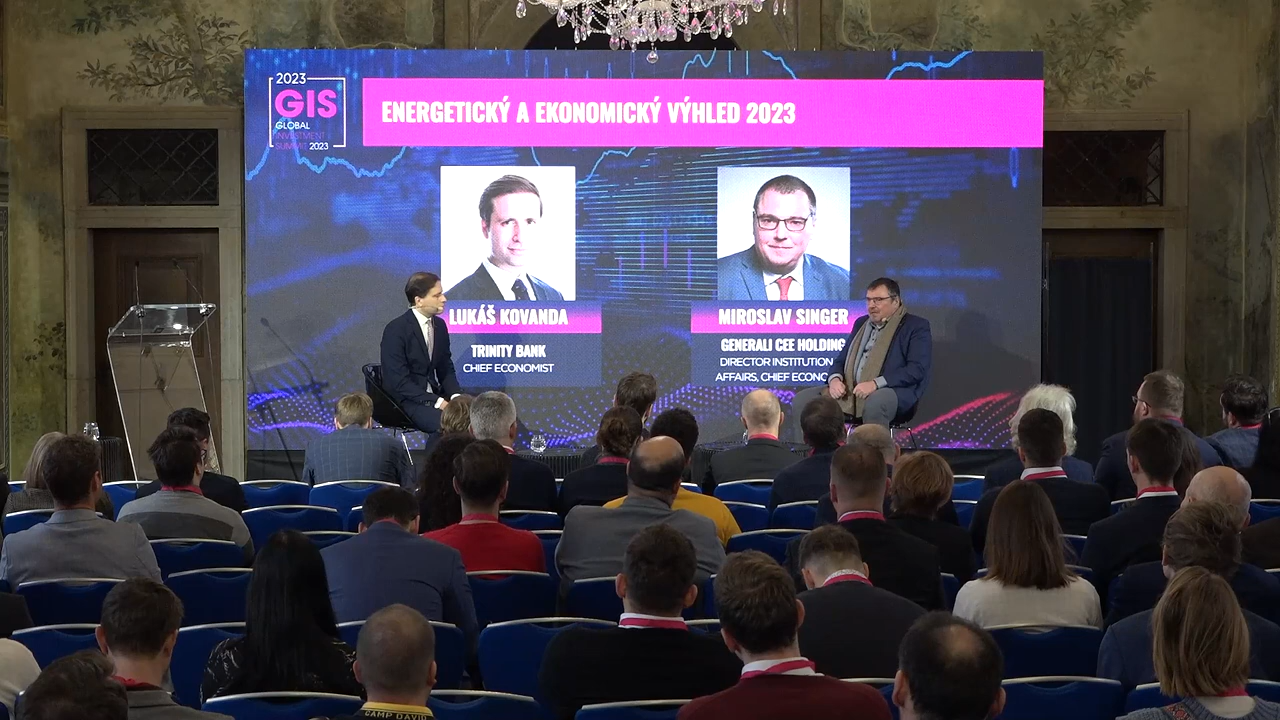 2023
GIS
GLOBAL
INVESTMENT
SUMMIT 2023
ENERGETICKÝ A EKONOMICKÝ VÝHLED 2023
LUKÁŠ KOVANDA
TRINITY BANK
CHIEF ECONOMIST
MIROSLAV SINGER
GENERALI CEE HOLDING
DIRECTOR INSTITUTION
AFFAIRS, CHIEF ECONO
CAMP DAVID